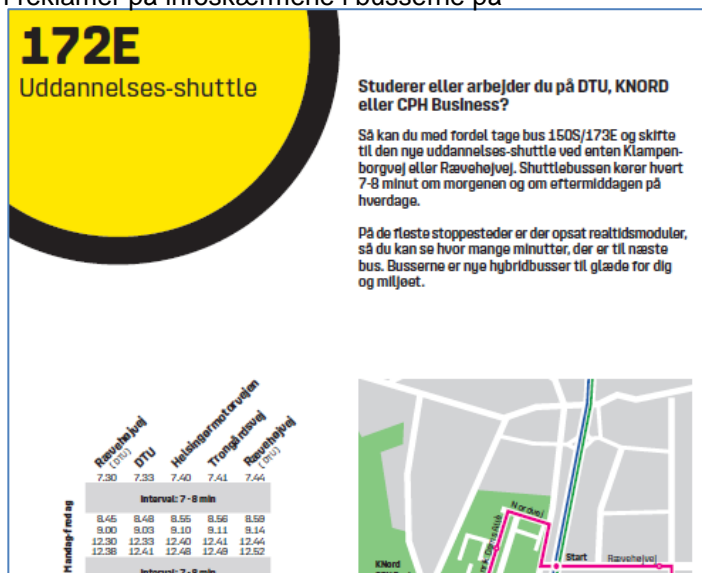 i reklamer på infoskærmene i busserne på
172E
Uddannelses-shuttle
Studerer eller arbejder du på DTU, KNORD
eller CPH Business?
Så kan du med fordel tage bus 150S/173E og skifte
til den nye uddannelses-shuttle ved enten Klampen-
borgvej eller Rævehøjvej. Shuttlebussen kører hvert
7-8 minut om morgenen og om eftermiddagen på
hverdage.
På de fleste stoppesteder er der opsat realtidsmoduler,
så du kan se hvor mange minutter, der er til næste
bus. Busserne er nye hybridbusser til glæde for dig
og miljøet.
Rævehøjvej (DTU) DTU Helsingørmotorvejen Trongårdsvej Rævehøjvej (DTU)
7.30 7.33 7.40 7.41 7.44
Interval: 7-8 min
8.45 8.48 8.55 8.56 8.59
9.00 9.03 9.10 9.11 9.14
12.30 12.33 12.40 12.41 12.44
12.38 12.41 12.48 12.49 12.52
Interval: 7-8 min
Mandag-fredag
Nordvej
Start
Rævehøjvej
KNord